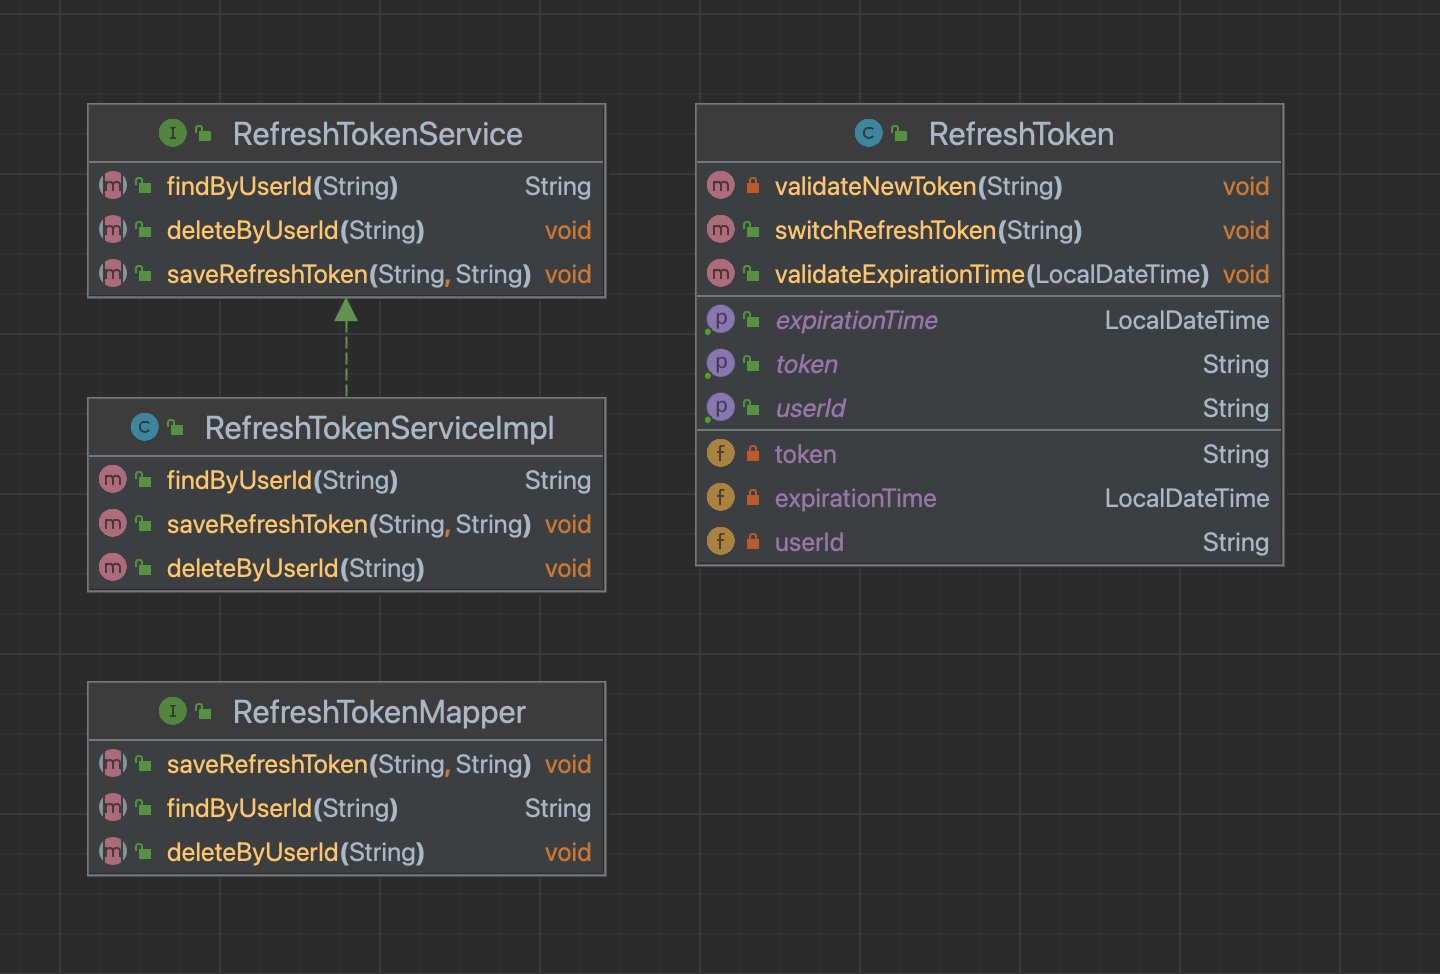 RefreshTokenService
findByUserId(String) String
deleteByUserId(String) void
saveRefreshToken(String, String) void
RefreshTokenServiceImpl
findByUserId(String) String
saveRefreshToken(String, String) void
deleteByUserId(String) void
RefreshTokenMapper
saveRefreshToken(String, String) void
findByUserId(String) String
deleteByUserId(String) void
RefreshToken
validateNewToken(String) void
switchRefreshToken(String) void
validateExpirationTime(LocalDateTime) void
expirationTime LocalDateTime
token String
userId String
token String
expirationTime LocalDateTime
userId String